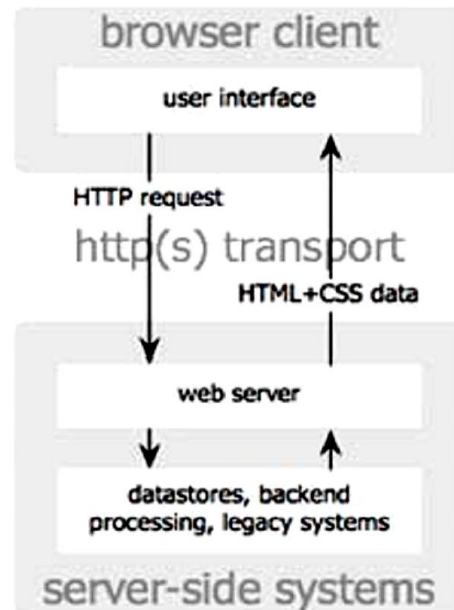 browser client
user interface
HTTP request
http(s) transport
HTML+CSS data
web server
datastores, backend
processing, legacy systems
server-side systems